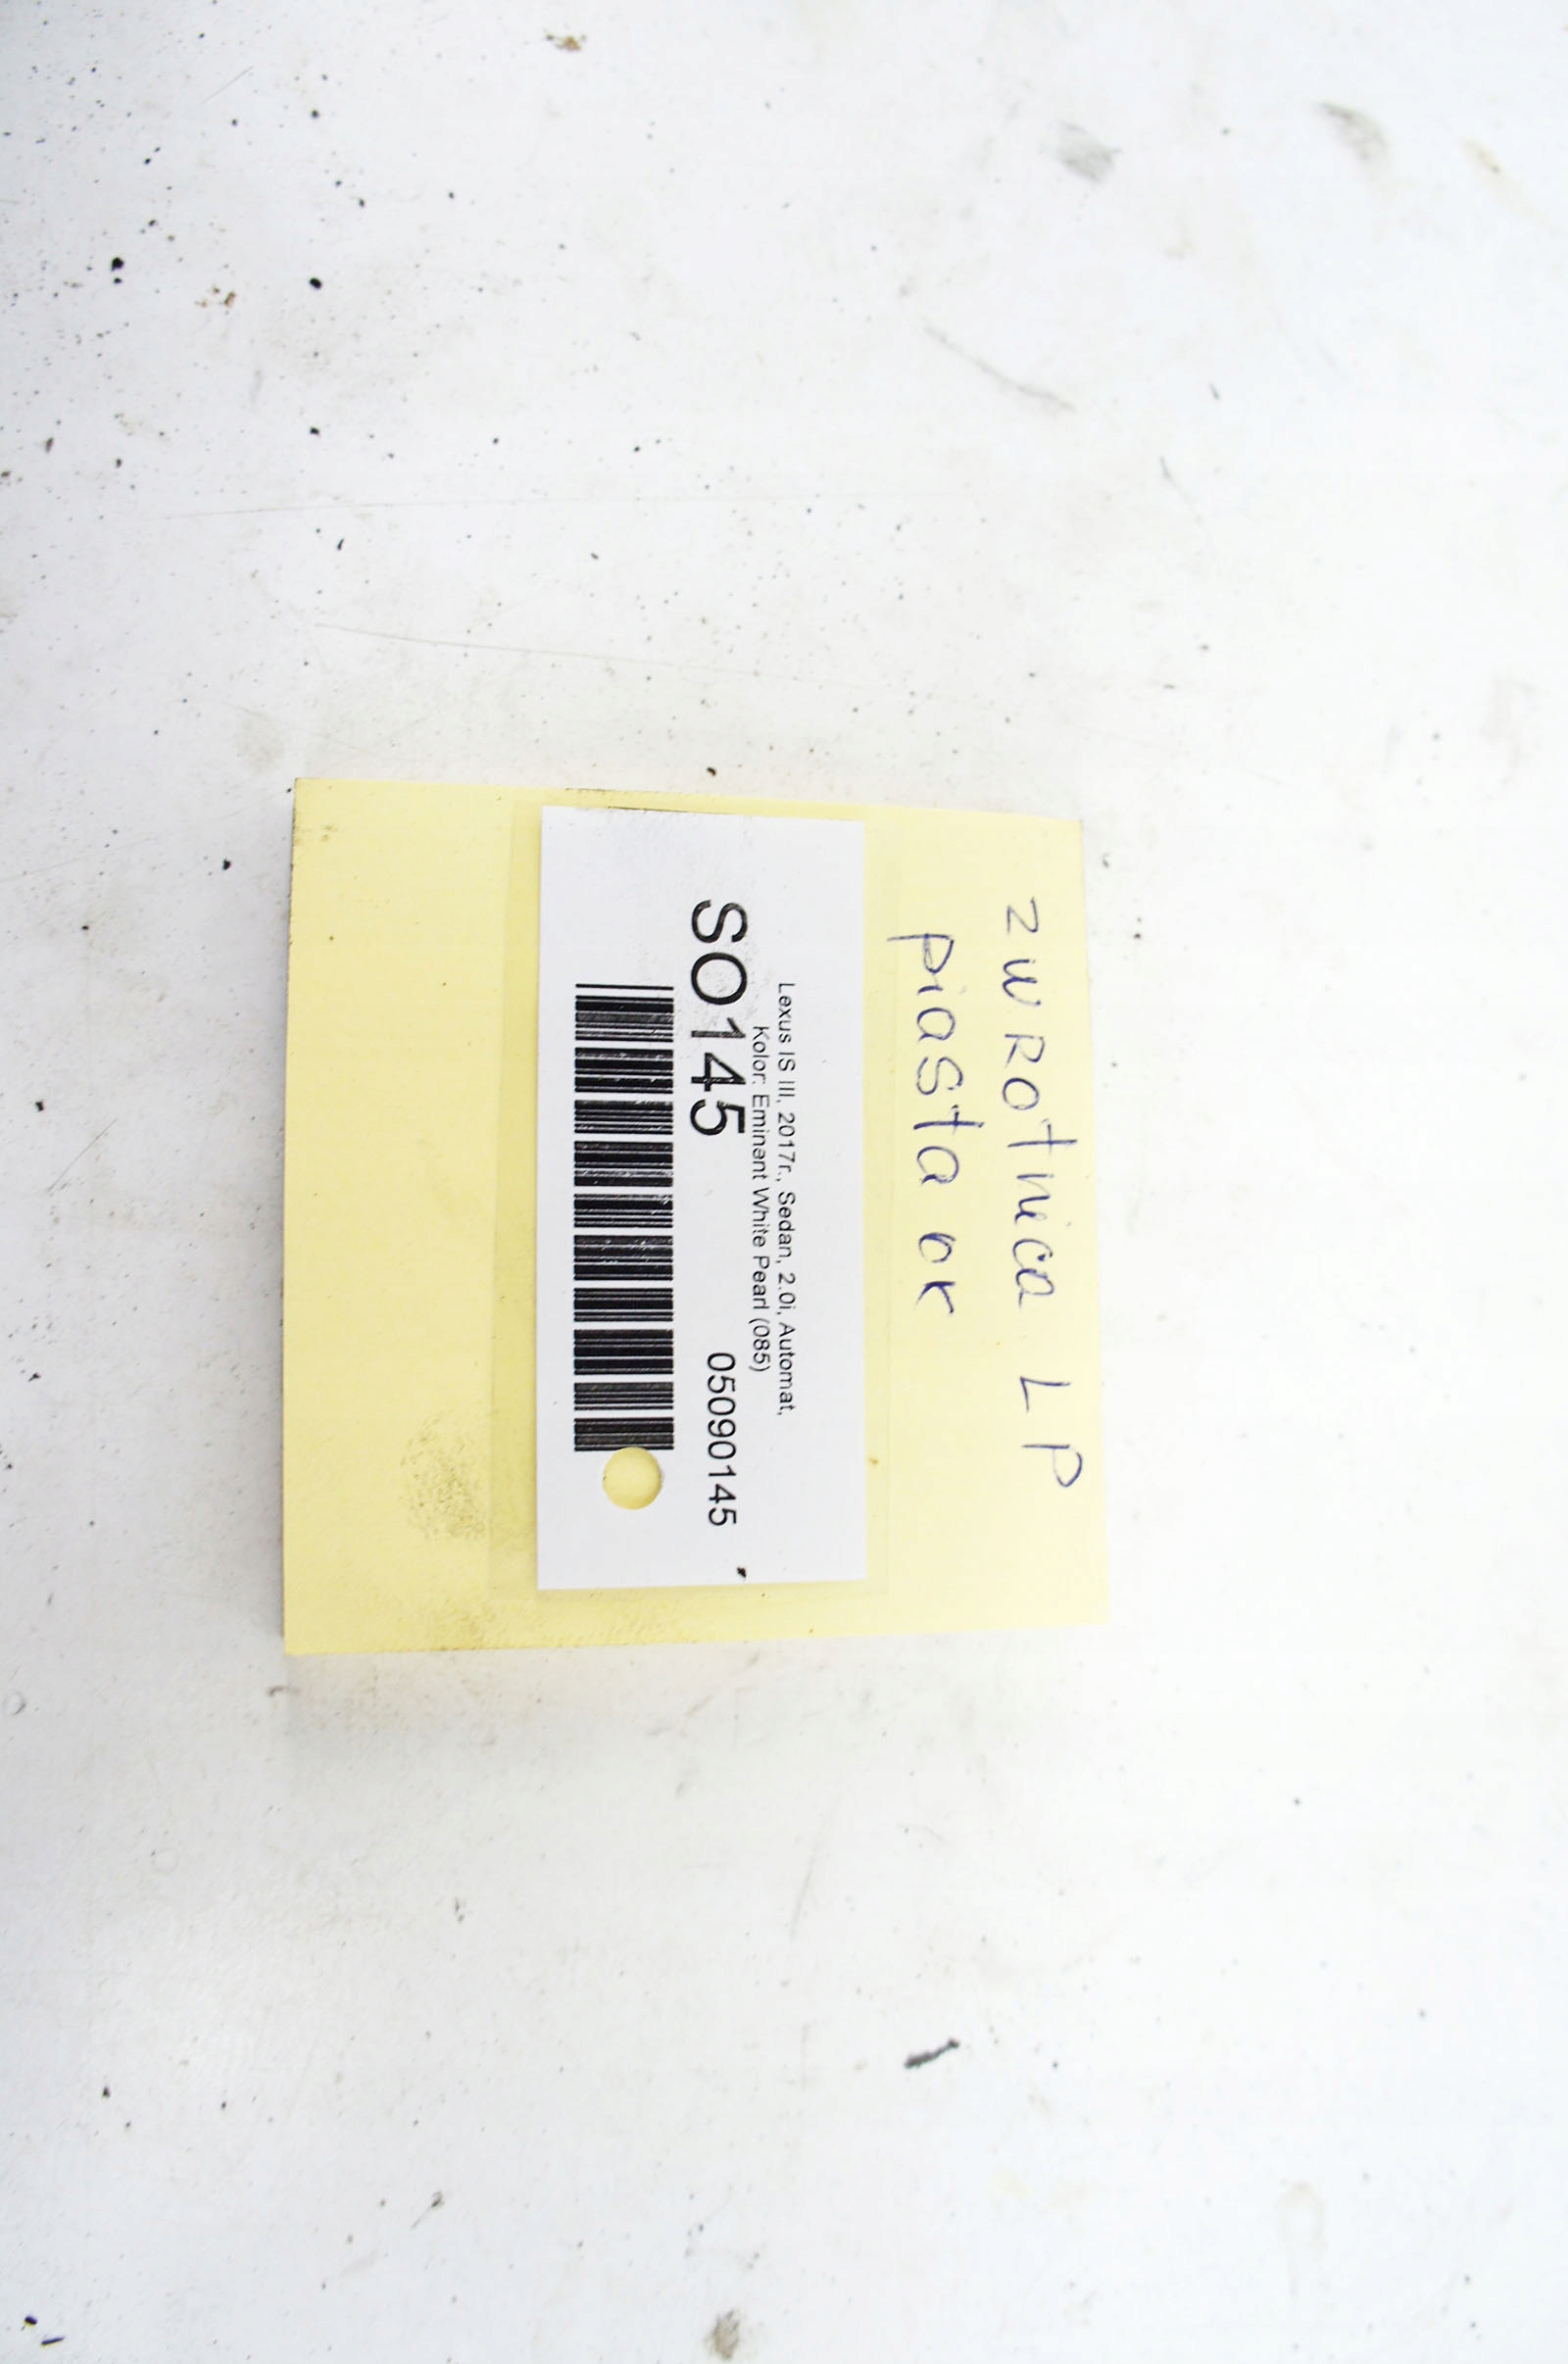 zwrotnica LP
piasta ok
Lexus IS III, 2017r., Sedan, 2.0i, Automat,
Kolor: Eminent White Pearl (085)
SO145 05090145